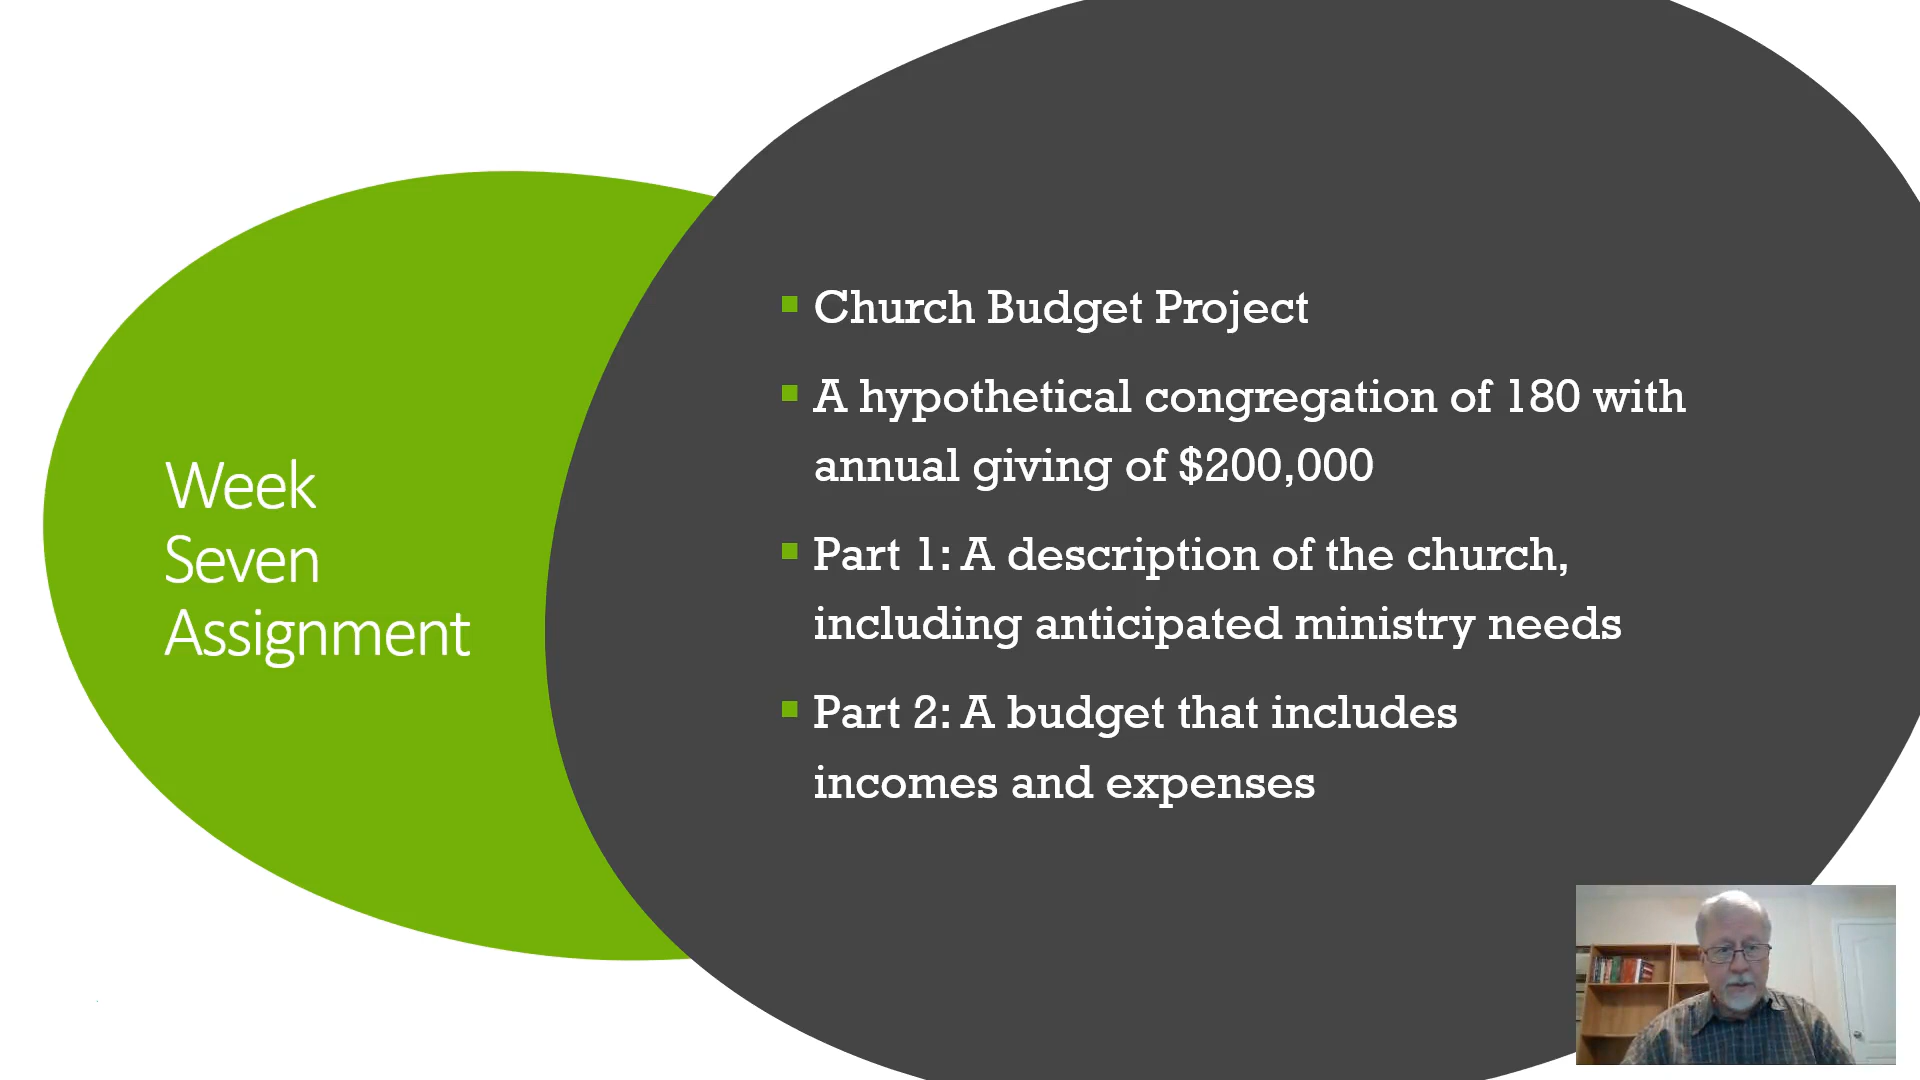 Week
Seven
Assignment
Church Budget Project
A hypothetical congregation of 180 with
annual giving of $200,000
Part 1: A description of the church,
including anticipated ministry needs
Part 2: A budget that includes
incomes and expenses